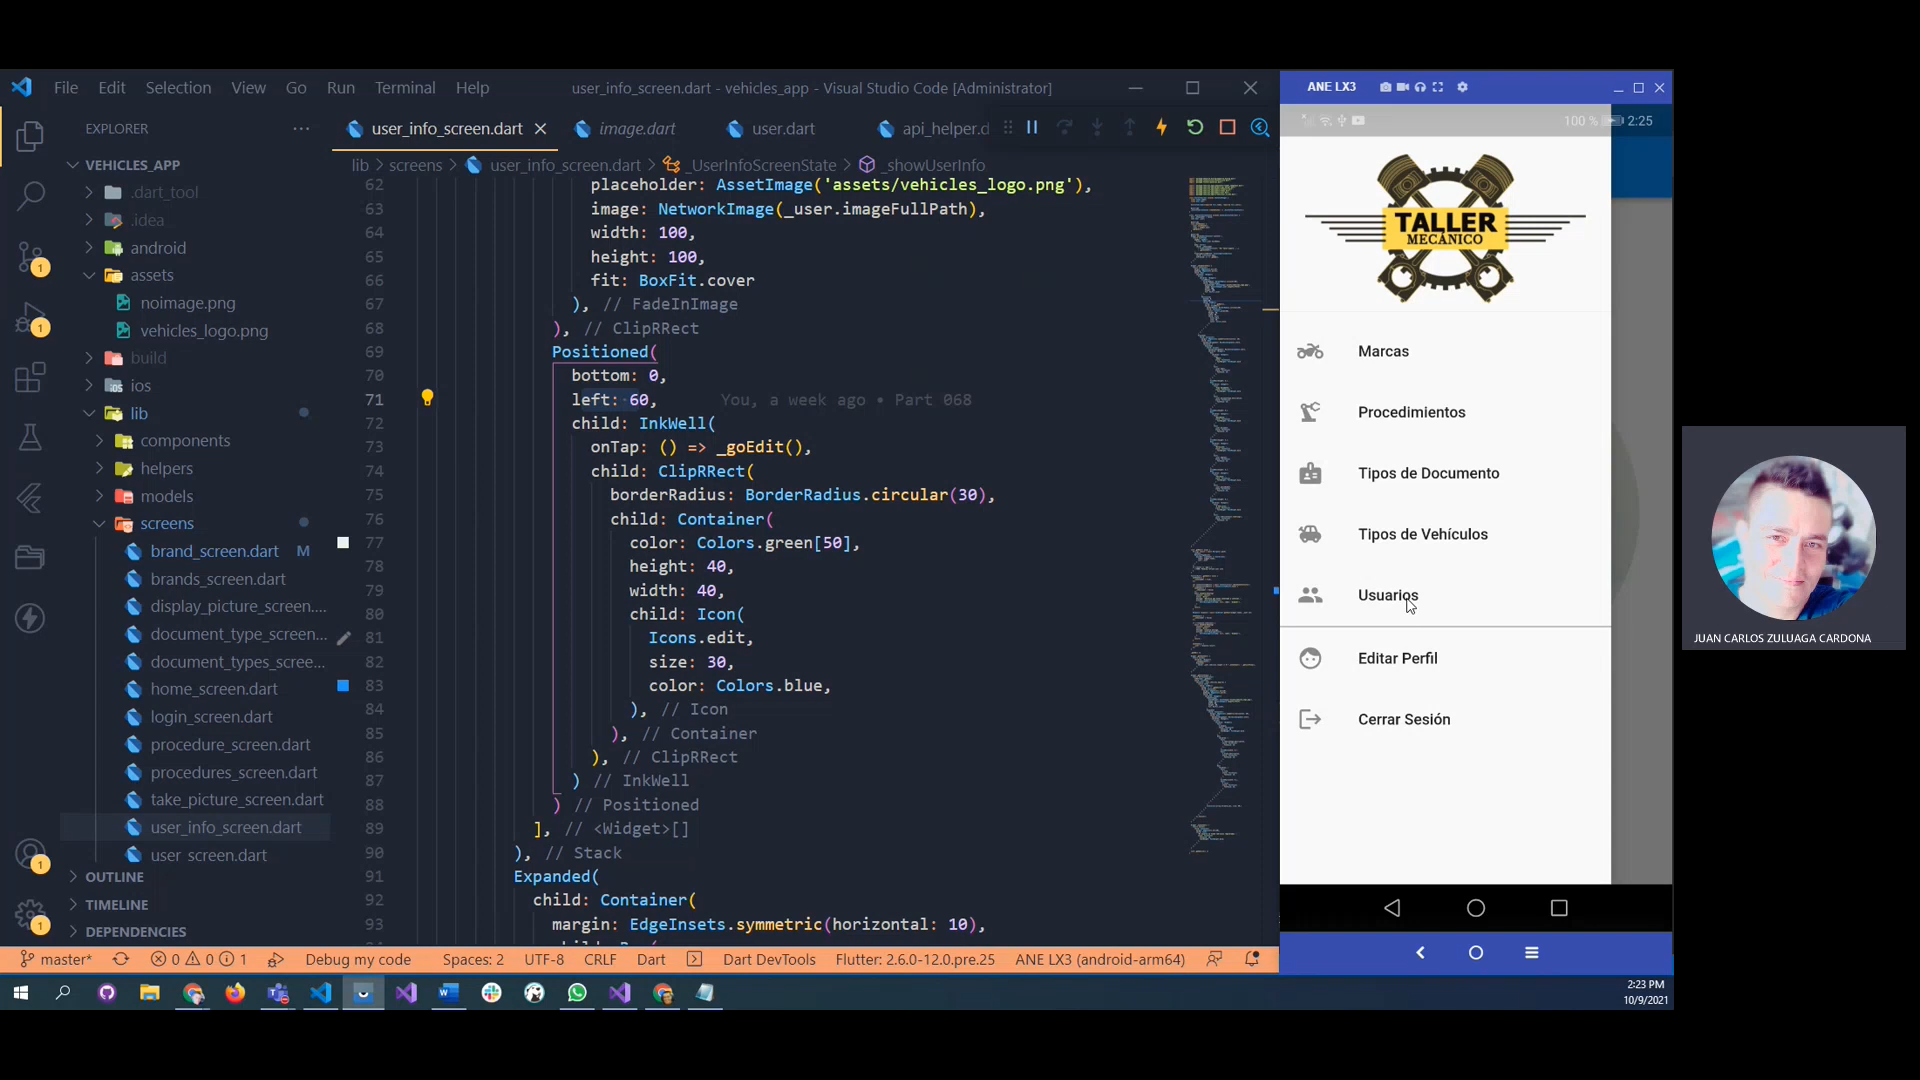 File Edit Selection View Go Run Terminal Help
user_info_screen.dart - vehicles_app - Visual Studio Code [Administrator]
EXPLORER
VEHICLES_APP
.dart_tool
.idea
android
assets
noimage.png
vehicles_logo.png
build
ios
lib
components
helpers
models
screens
brand_screen.dart M
brands_screen.dart
display_picture_screen....
document_type_screen...
document_types_scree...
home_screen.dart
login_screen.dart
procedure_screen.dart
procedures_screen.dart
take_picture_screen.dart
user_info_screen.dart
user screen.dart
OUTLINE
TIMELINE
DEPENDENCIES
1
1
1
1
user_info_screen.dart image.dart user.dart api_helper.d
lib > screens > user_info_screen.dart > _UserInfoScreenState > _showUserInfo
62 placeholder: AssetImage('assets/vehicles_logo.png'),
63 image: NetworkImage(_user.imageFullPath),
64 width: 100,
65 height: 100,
66 fit: BoxFit.cover
67 ), // FadeInImage
68 ), // ClipRRect
69 Positioned(
70 bottom: 0,
71 left: 60, You, a week ago • Part 068
72 child: InkWell(
73 onTap: () => _goEdit(),
74 child: ClipRRect(
75 borderRadius: BorderRadius.circular(30),
76 child: Container(
77 color: Colors.green[50],
78 height: 40,
79 width: 40,
80 child: Icon(
81 Icons.edit,
82 size: 30,
83 color: Colors.blue,
84 ), // Icon
85 ), // Container
86 ), // ClipRRect
87 ) // InkWell
88 ) // Positioned
89 ], // <Widget>[]
90 ), // Stack
91 Expanded(
92 child: Container(
93 margin: EdgeInsets.symmetric(horizontal: 10),
master* 0 0 1 Debug my code Spaces: 2 UTF-8 CRLF Dart Dart DevTools Flutter: 2.6.0-12.0.pre.25 ANE LX3 (android-arm64)
ANE LX3
100 % 2:25
TALLER
MECÁNICO
Marcas
Procedimientos
Tipos de Documento
Tipos de Vehículos
Usuarios
Editar Perfil
Cerrar Sesión
JUAN CARLOS ZULUAGA CARDONA
2:23 PM
10/9/2021